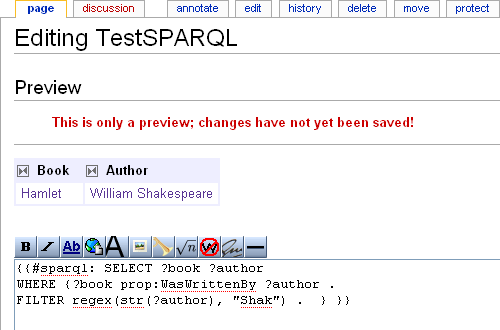 page discussion annotate edit history delete move protect
Editing TestSPARQL
Preview
This is only a preview; changes have not yet been saved!
Book Author
Hamlet William Shakespeare
B I Ab A √n W
{{#sparql: SELECT ?book ?author
WHERE {?book prop:WasWrittenBy ?author .
FILTER regex(str(?author), "Shak") . } }}